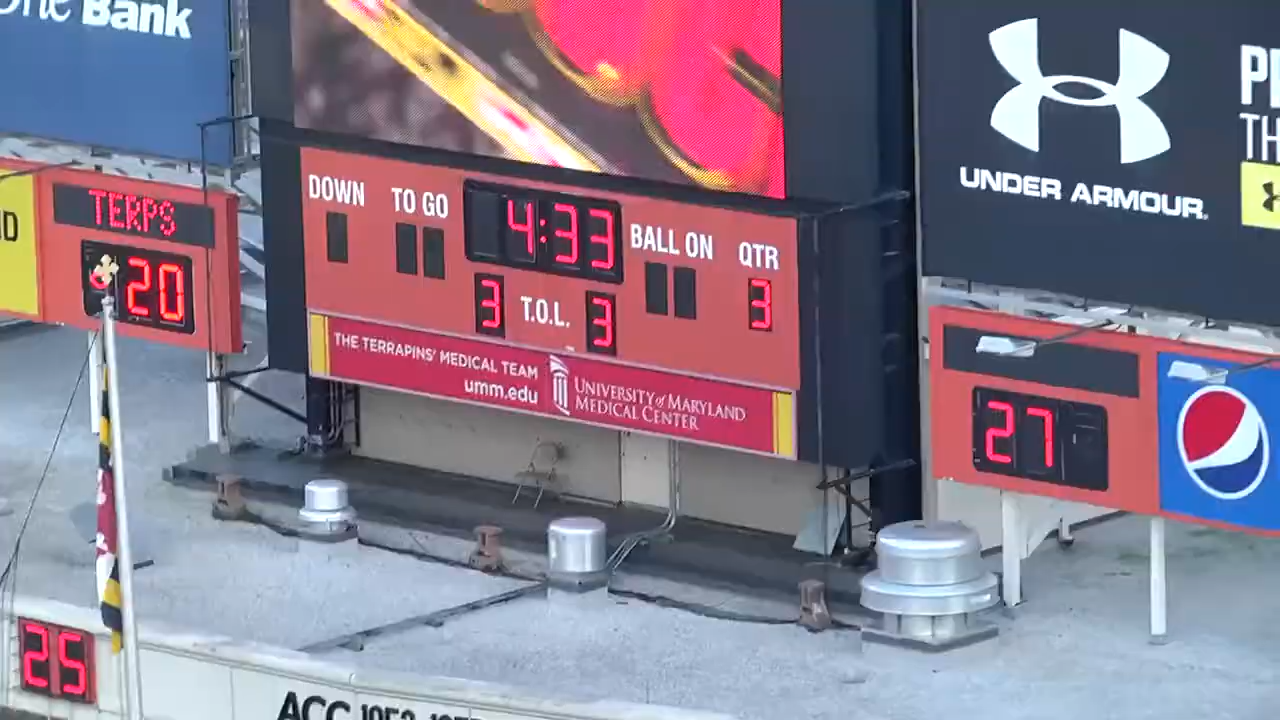 Bank
UNDER ARMOUR.
TERPS
20
DOWN
TO GO
4:33
BALL ON
QTR
3
T.O.L.
3
3
THE TERRAPINS' MEDICAL TEAM
umm.edu
UNIVERSITY of MARYLAND
MEDICAL CENTER
27
25
ACC